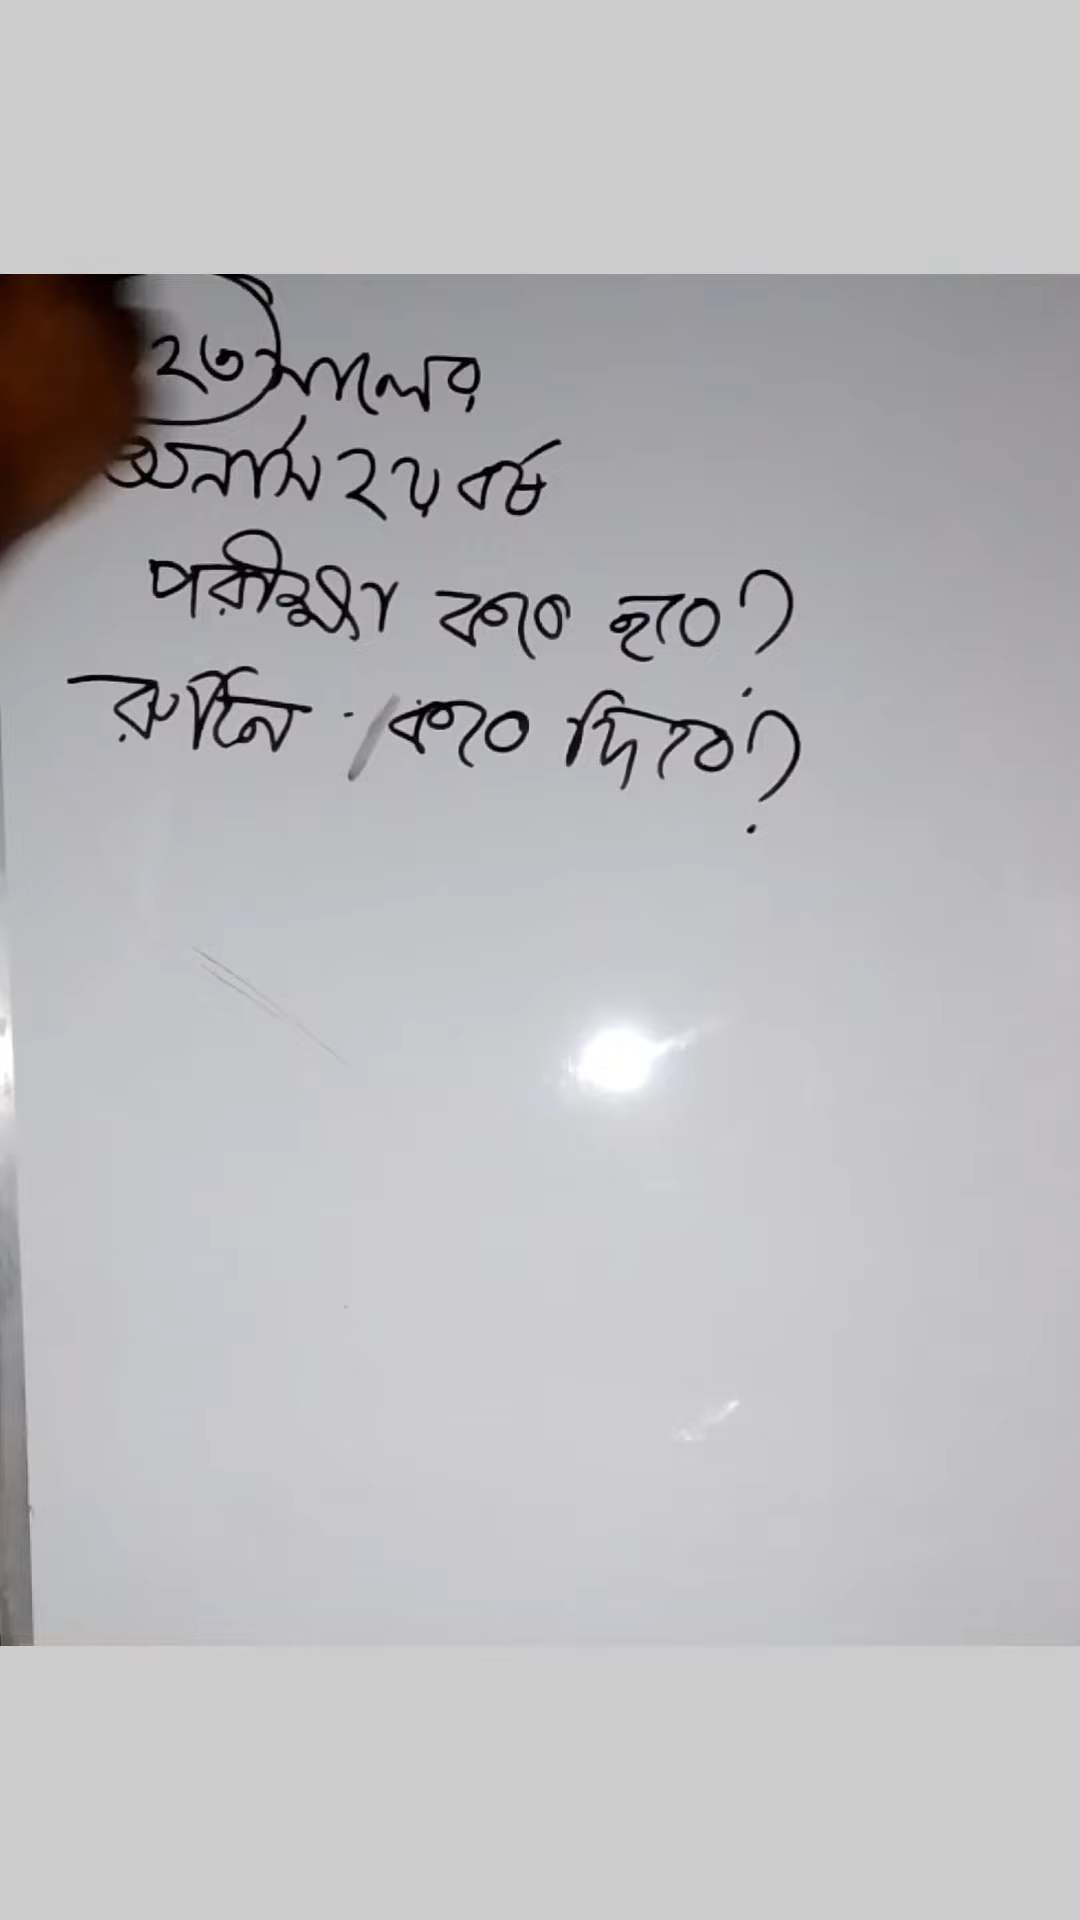 ২৩ সালের
অনার্স ২য় বর্ষ
পরীক্ষা কবে হবে?
রুটিন কবে দিবে?